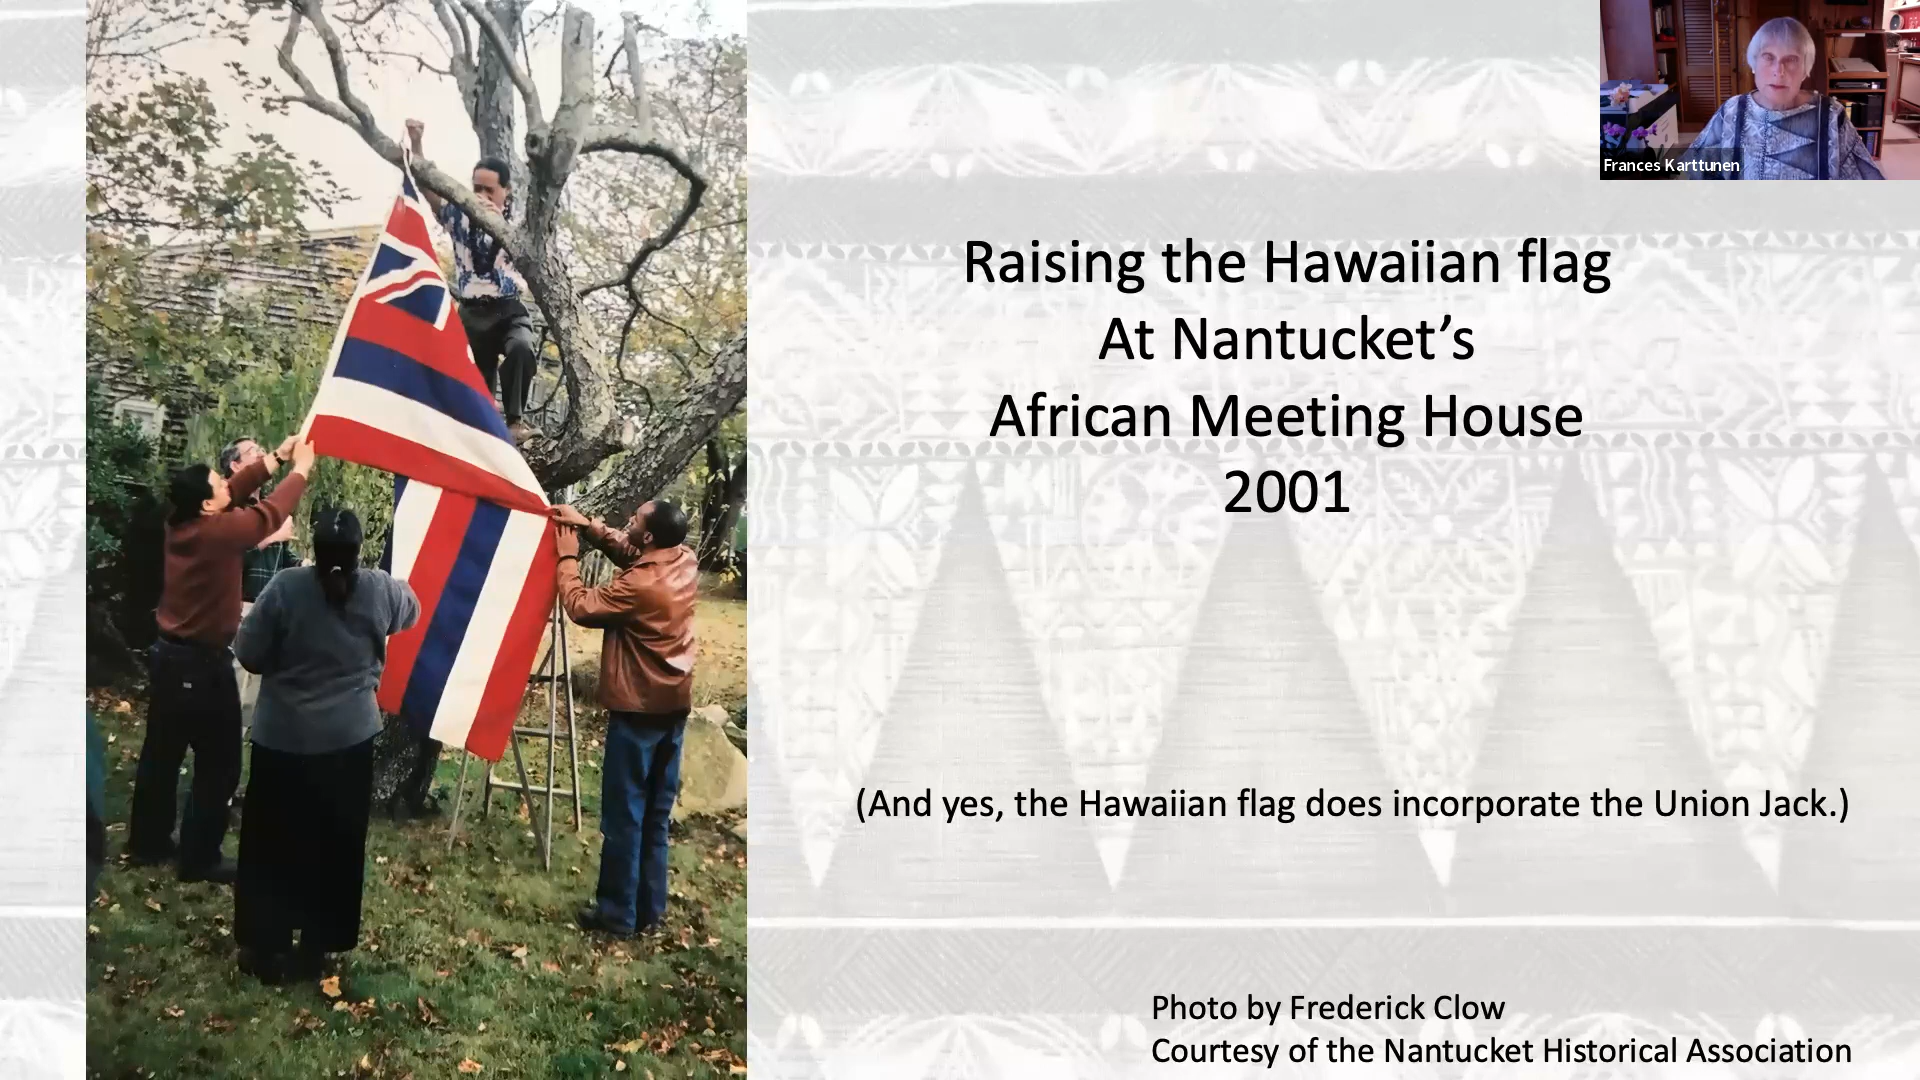 Frances Karttunen
Raising the Hawaiian flag
At Nantucket’s
African Meeting House
2001
(And yes, the Hawaiian flag does incorporate the Union Jack.)
Photo by Frederick Clow
Courtesy of the Nantucket Historical Association